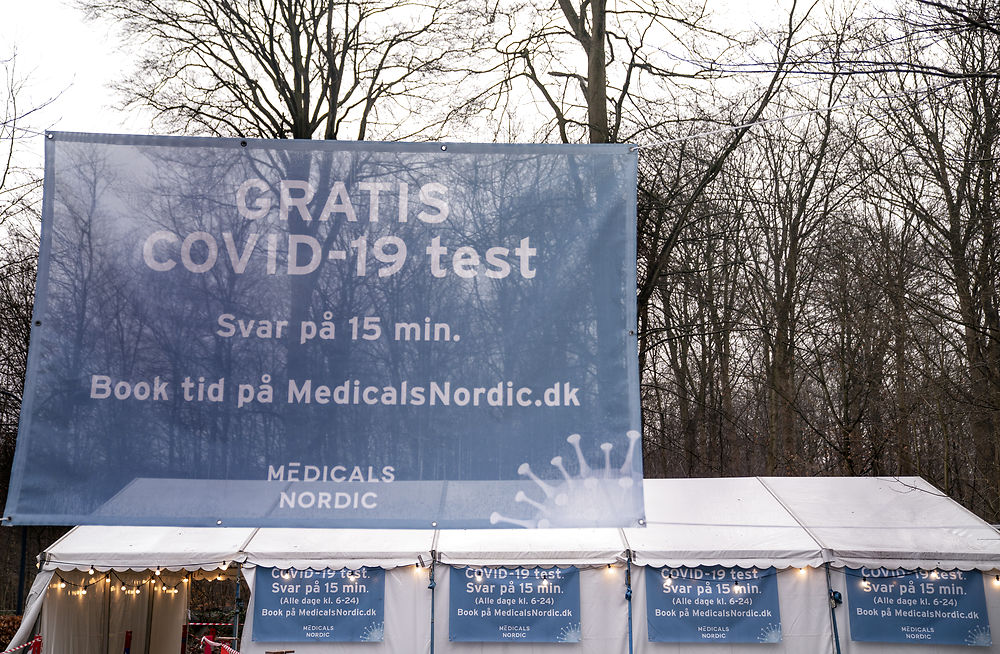 GRATIS
COVID-19 test
Svar på 15 min.
Book tid på MedicalsNordic.dk
MEDICALS
NORDIC
COVID-19 test.
Svar på 15 min.
(Alle dage kl. 6-24)
Book på MedicalsNordic.dk
MEDICALS
NORDIC
COVID-19 test.
Svar på 15 min.
(Alle dage kl. 6-24)
Book på MedicalsNordic.dk
MEDICALS
NORDIC
COVID-19 test.
Svar på 15 min.
(Alle dage kl. 6-24)
Book på MedicalsNordic.dk
MEDICALS
NORDIC
COVID-19 test.
Svar på 15 min.
(Alle dage kl. 6-24)
Book på MedicalsNordic.dk
MEDICALS
NORDIC